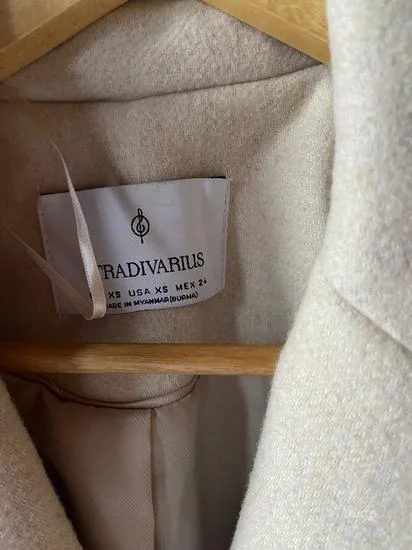 TRADIVARIUS
XS USA XS MEX 24
ADE IN MYANMAR(BURMA)